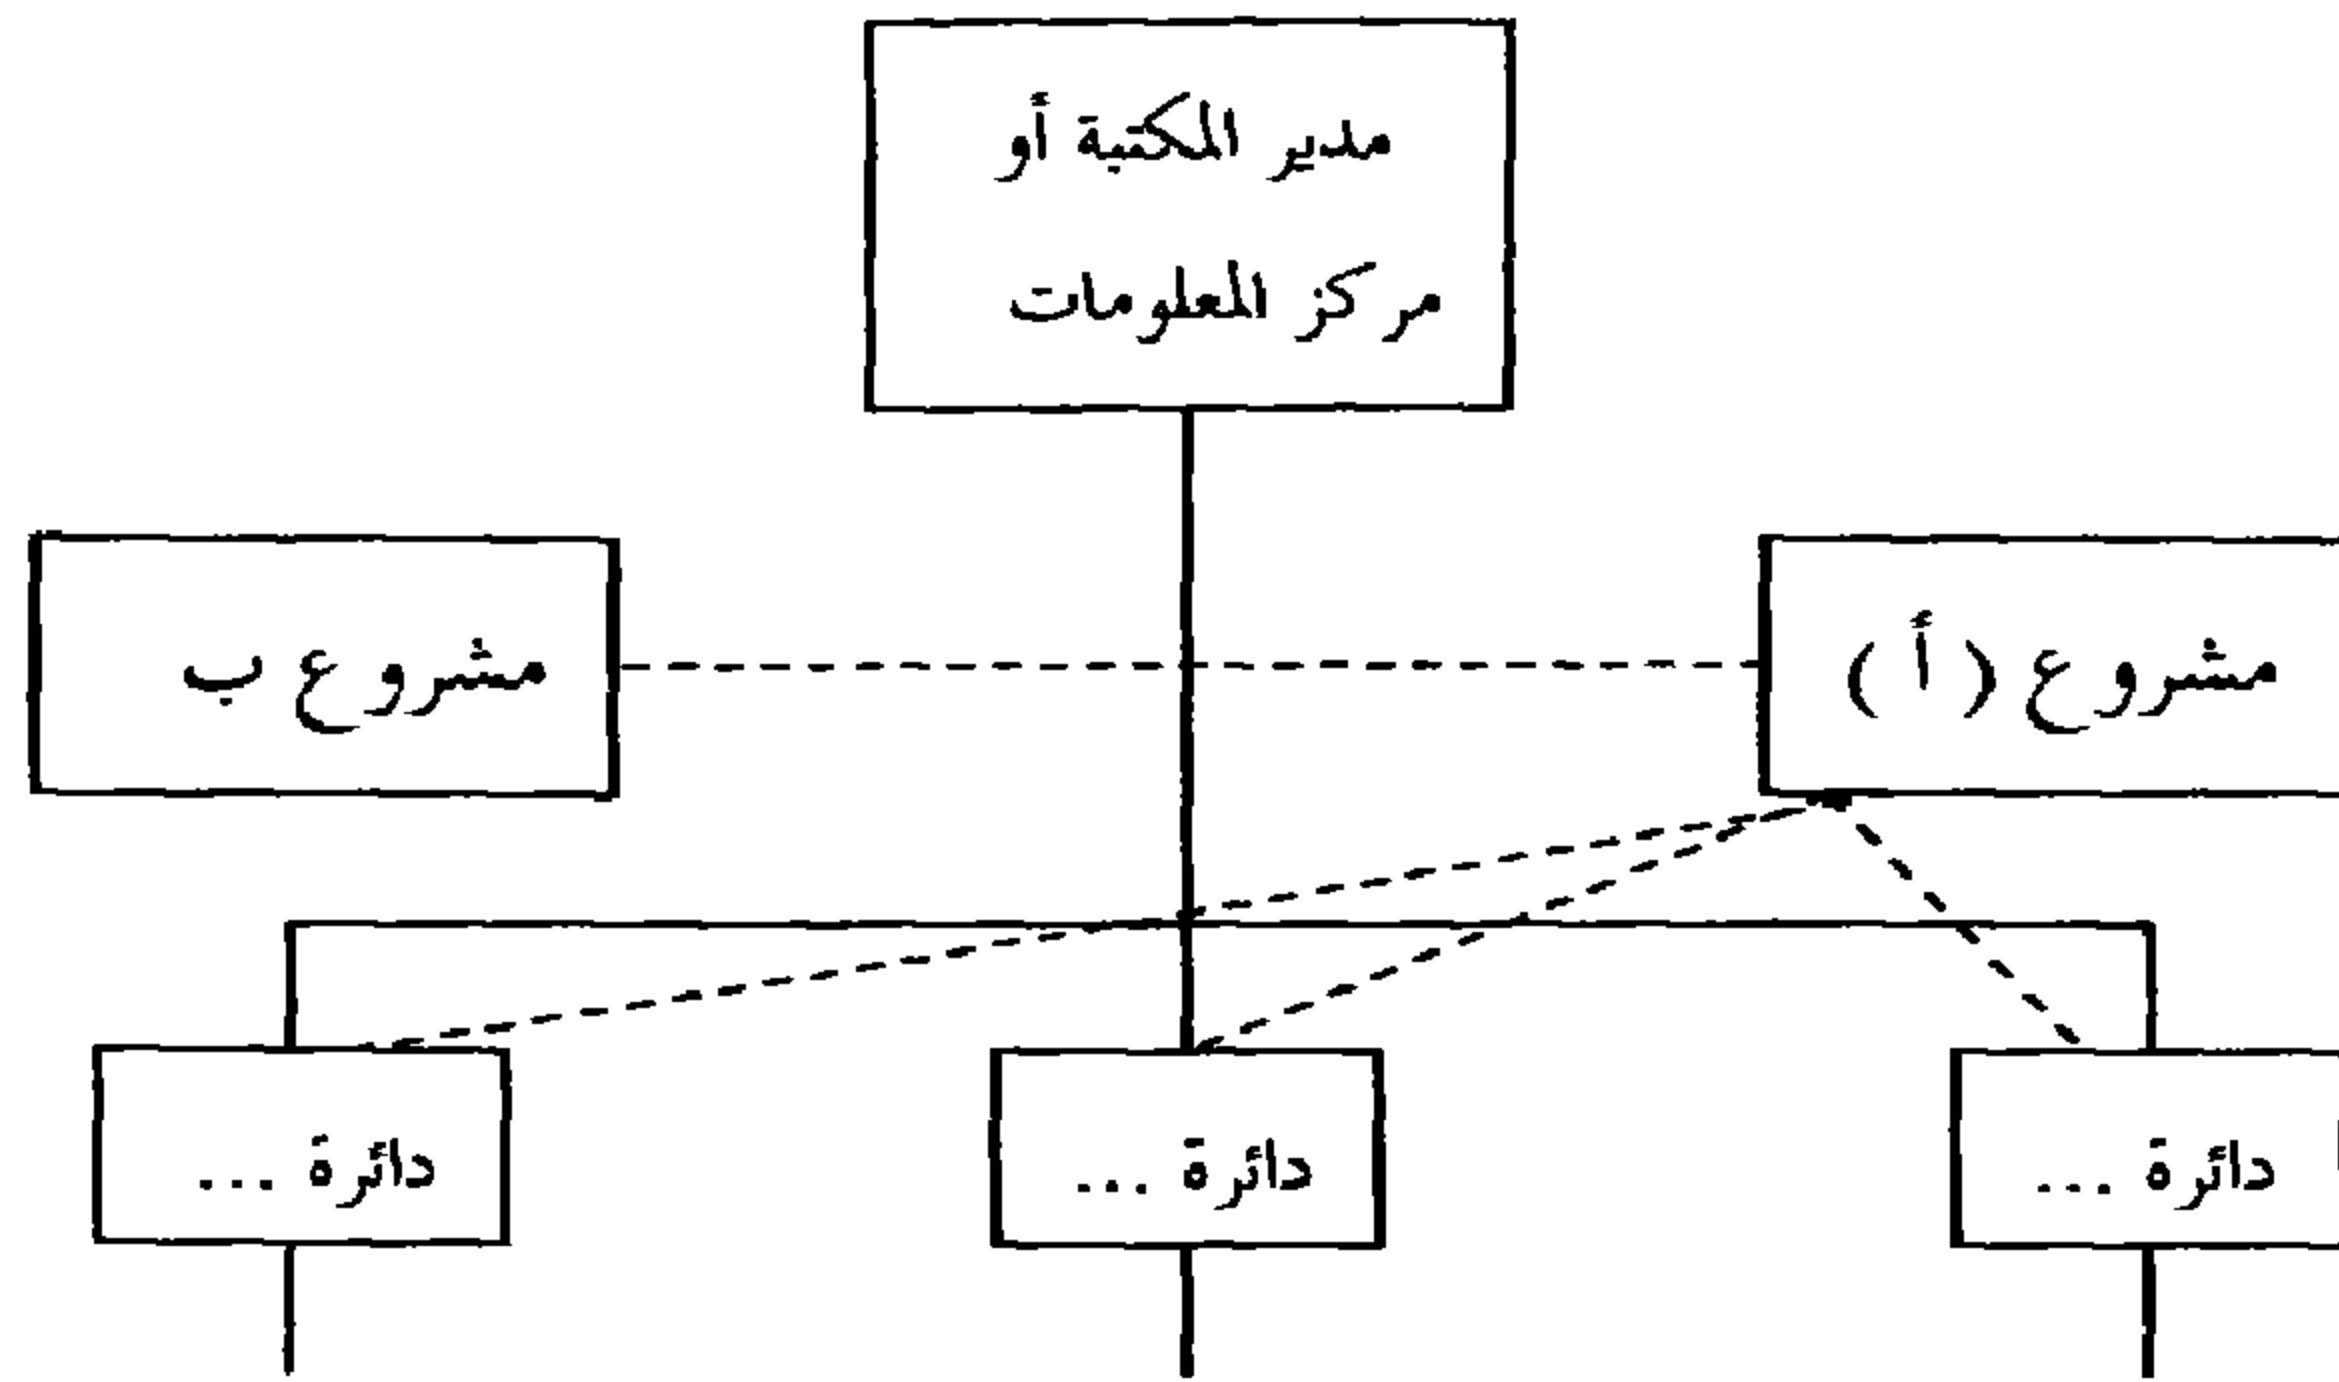 مدير المكتبة أو
مركز المعلومات
مشروع ( أ )
مشروع ب
دائرة ...
دائرة ...
دائرة ...